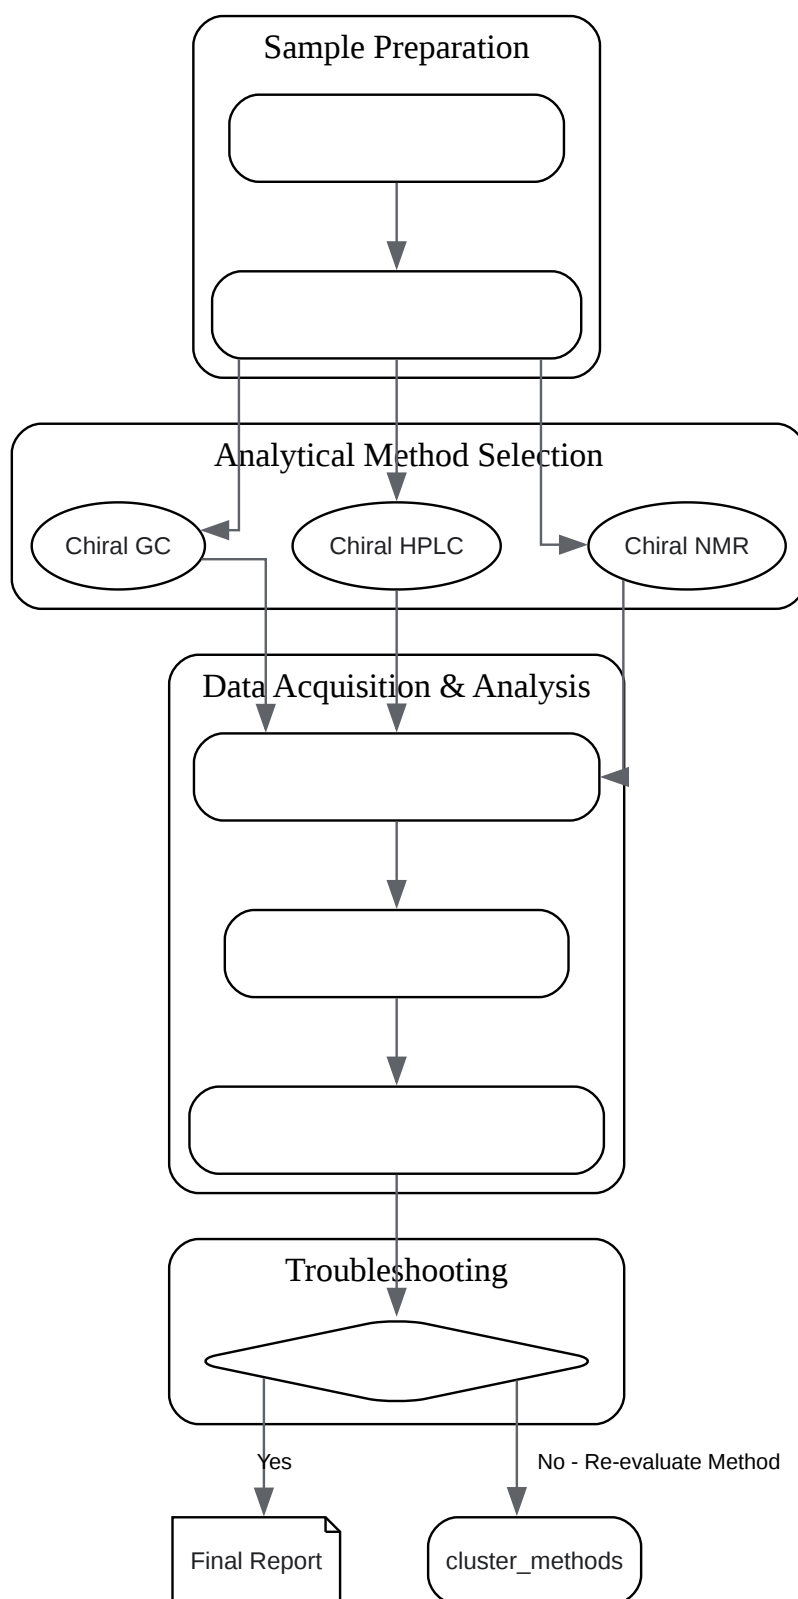 Sample Preparation
Analytical Method Selection
Chiral GC
Chiral HPLC
Chiral NMR
Data Acquisition & Analysis
Troubleshooting
Yes
No - Re-evaluate Method
Final Report
cluster_methods